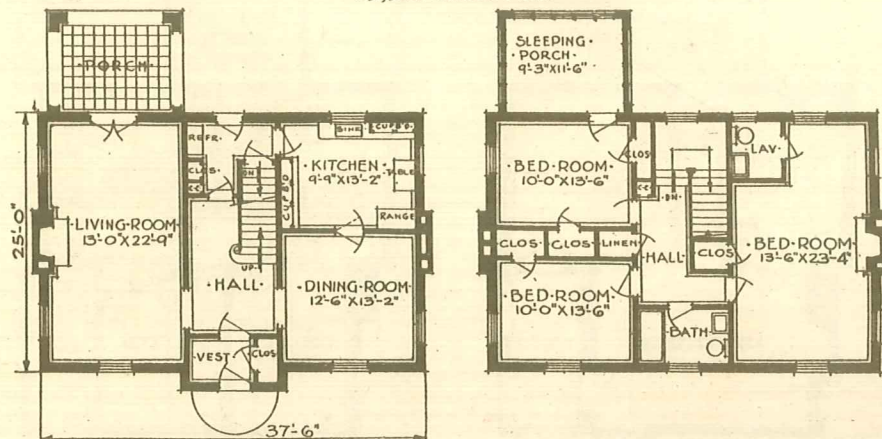 PORCH
REFR.
CLOS
C.C.
DN
SINK
CUPB'D
KITCHEN
9'-9"X13'-2"
TABLE
CUPB'D
RANGE
LIVING·ROOM
13'-0"X22'-9"
25'-0"
UP
HALL
DINING·ROOM
12'-6"X13'-2"
VEST
CLOS
37'-6"
SLEEPING·
PORCH·
9'-3"X11'-6"
BED·ROOM
10'-0"X13'-6"
CLOS
C.C.
DN
LAV·
CLOS·
CLOS·
LINEN
HALL
CLOS
BED·ROOM
13'-6"X23'-4"
BED·ROOM
10'-0"X13'-6"
BATH